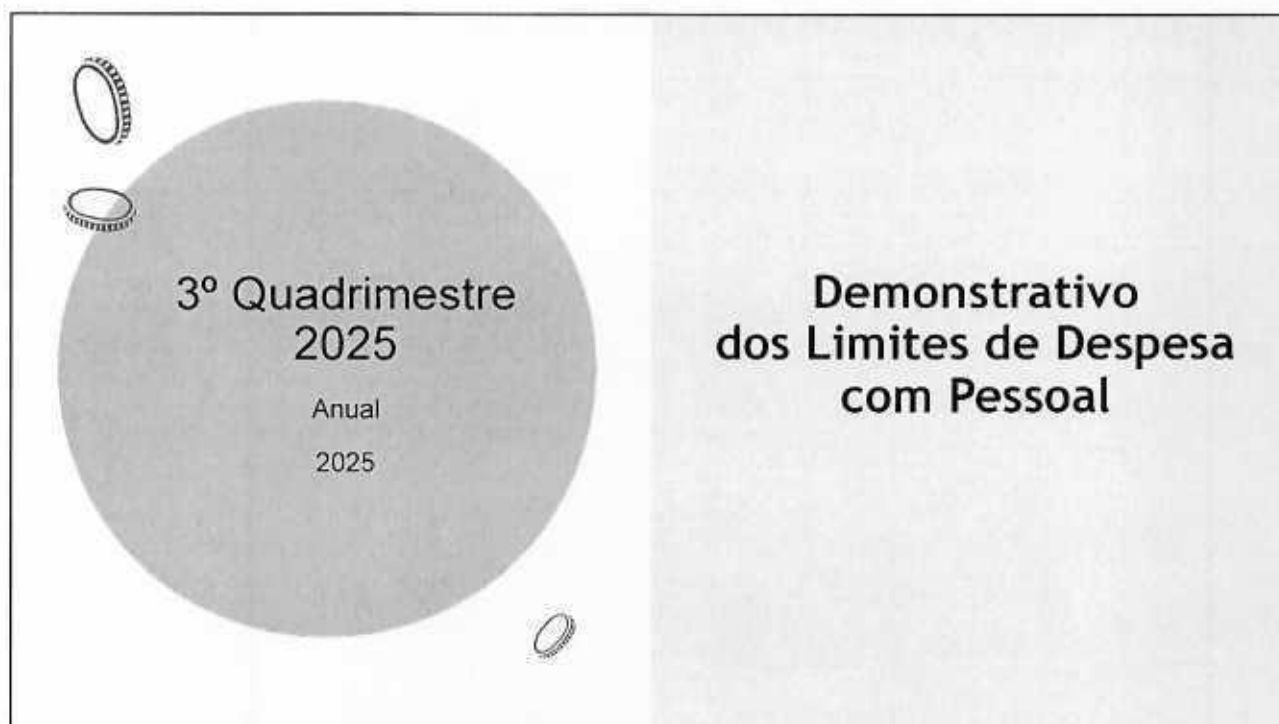 3º Quadrimestre
2025
Anual
2025
Demonstrativo
dos Limites de Despesa
com Pessoal